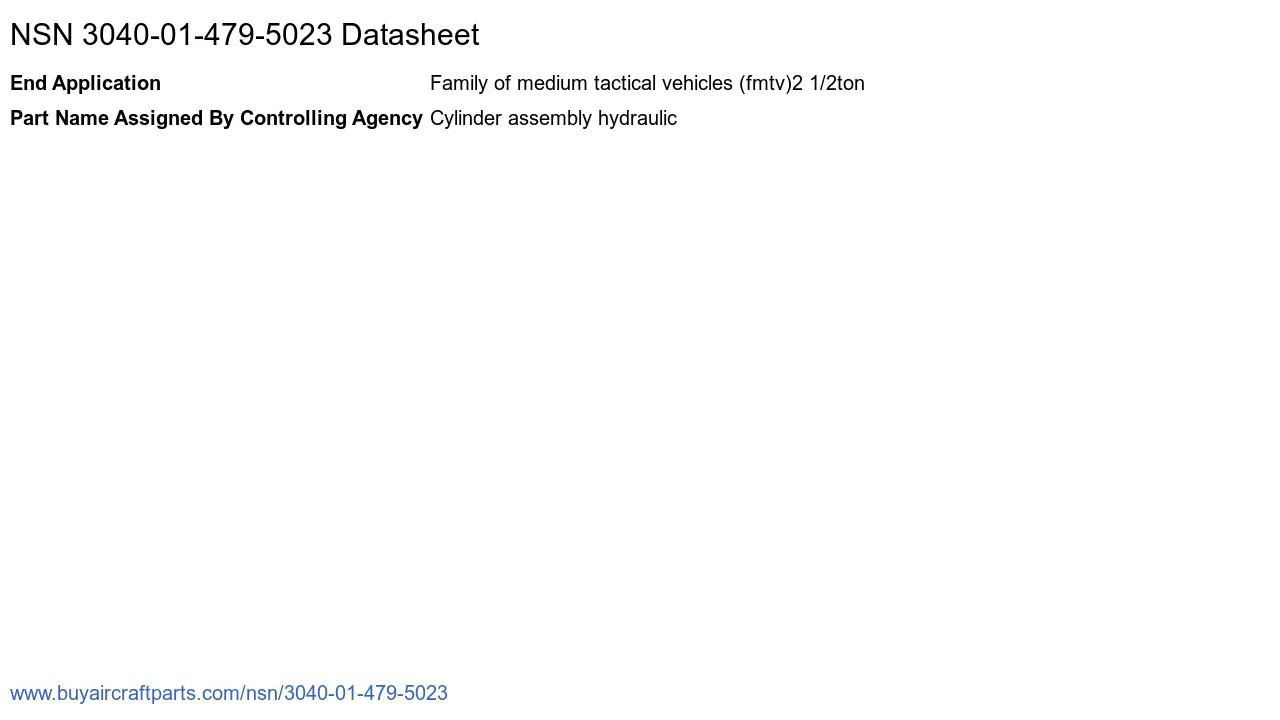 NSN 3040-01-479-5023 Datasheet
End Application Family of medium tactical vehicles (fmtv)2 1/2ton
Part Name Assigned By Controlling Agency Cylinder assembly hydraulic
www.buyaircraftparts.com/nsn/3040-01-479-5023